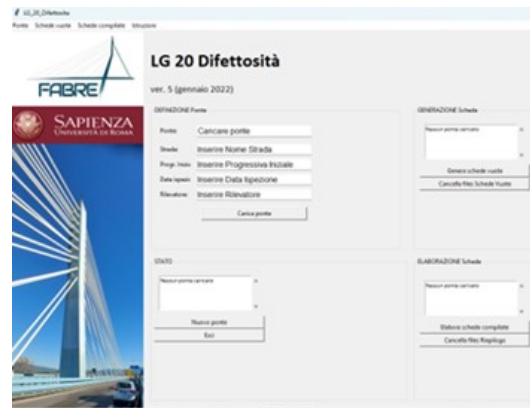 LG_20_Difettosita
Ponte Schede vuote Schede compilate Istruzioni
FABRE
SAPIENZA
UNIVERSITÀ DI ROMA
LG 20 Difettosità
ver. 5 (gennaio 2022)
DEFINIZIONE Ponte
Ponte: Caricare ponte
Strada: Inserire Nome Strada
Progr. Inizio: Inserire Progressiva Iniziale
Data ispezio: Inserire Data Ispezione
Rilevatore: Inserire Rilevatore
Carica ponte
GENERAZIONE Schede
Nessun ponte caricato
Genera schede vuote
Cancella files Schede Vuote
STATO
Nessun ponte caricato
Nuovo ponte
Esci
ELABORAZIONE Schede
Nessun ponte caricato
Elabora schede compilate
Cancella files Riepilogo